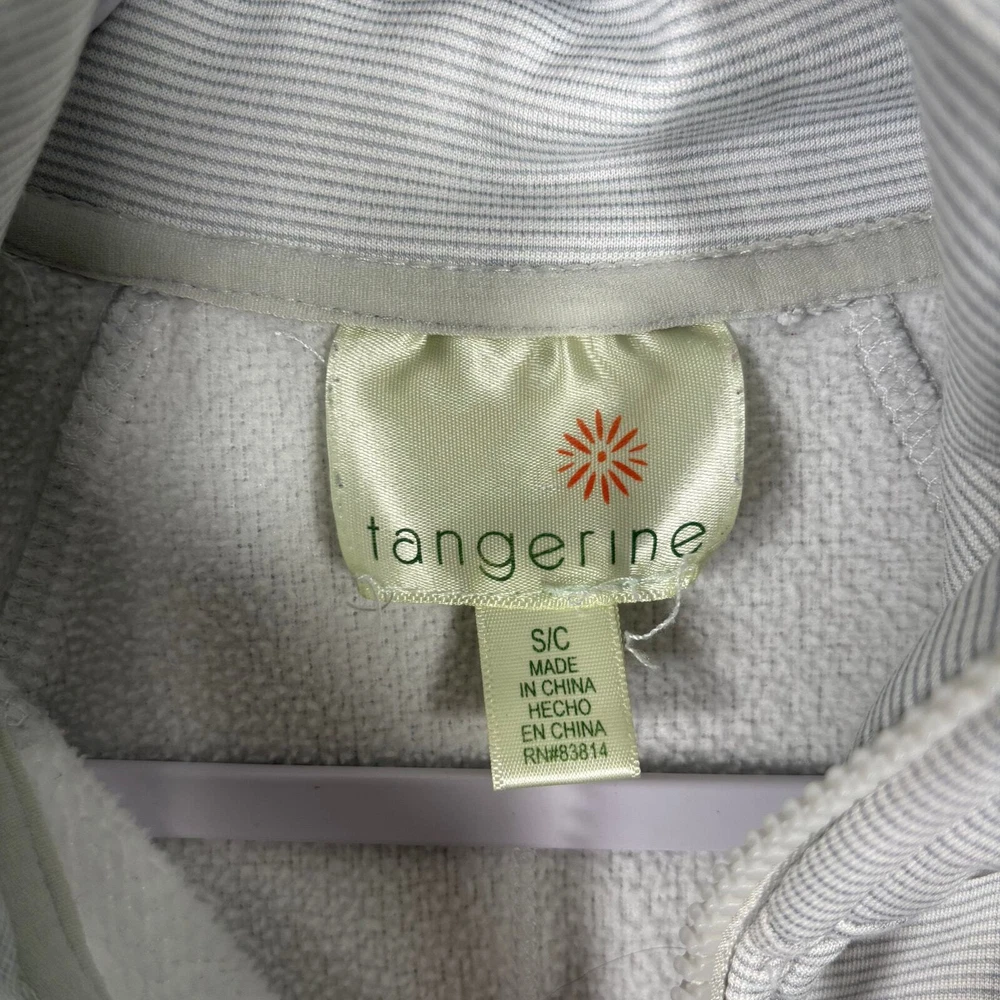 tangerine
S/C
MADE
IN CHINA
HECHO
EN CHINA
RN#83814